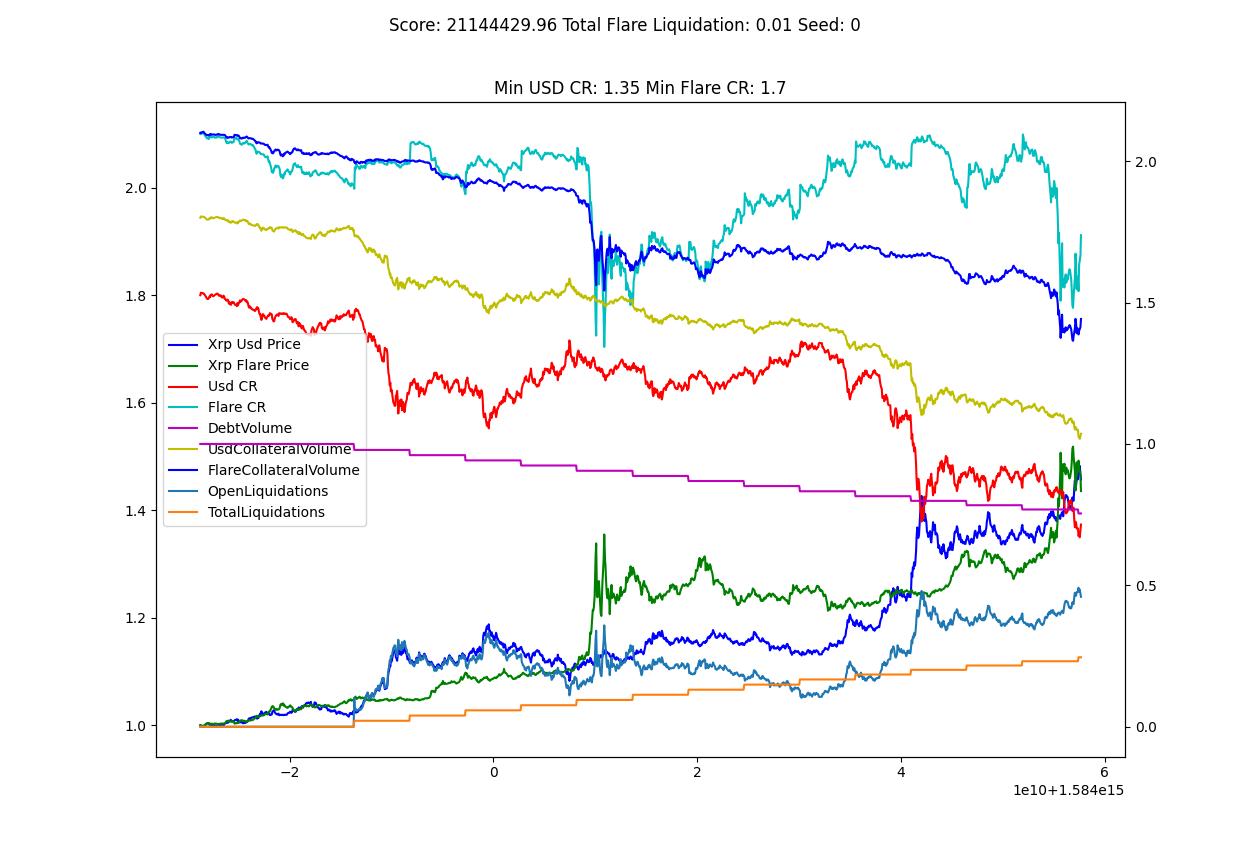 Score: 21144429.96 Total Flare Liquidation: 0.01 Seed: 0
Min USD CR: 1.35 Min Flare CR: 1.7
2.0
1.8
1.6
1.4
1.2
1.0
Xrp Usd Price
Xrp Flare Price
Usd CR
Flare CR
DebtVolume
UsdCollateralVolume
FlareCollateralVolume
OpenLiquidations
TotalLiquidations
2.0
1.5
1.0
0.5
0.0
−2
0
2
4
6
1e10+1.584e15